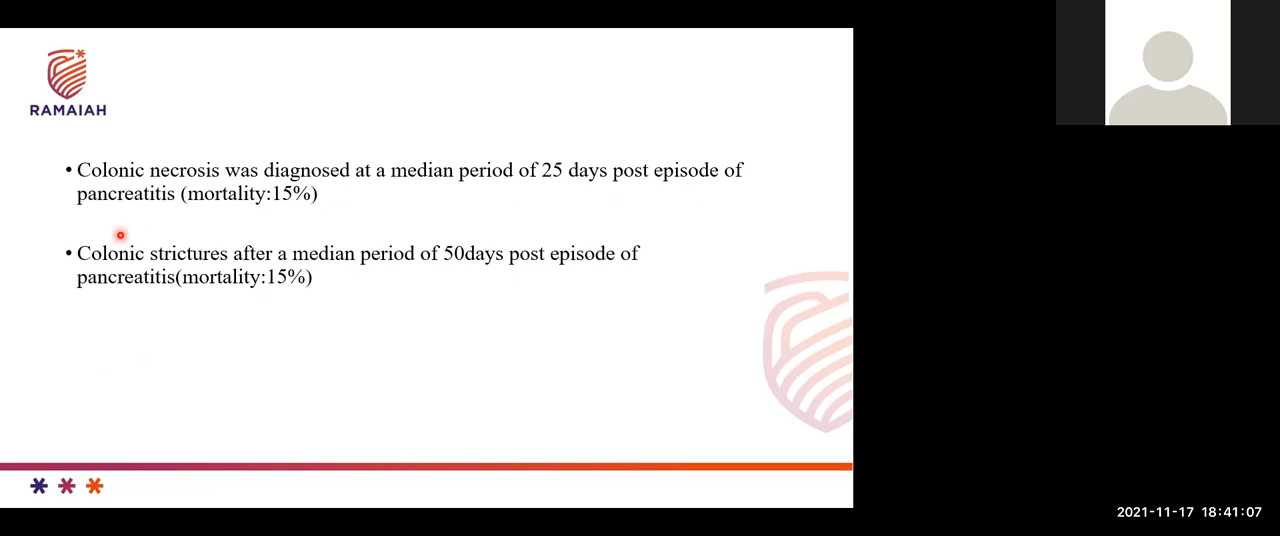 RAMAIAH
• Colonic necrosis was diagnosed at a median period of 25 days post episode of
pancreatitis (mortality:15%)
• Colonic strictures after a median period of 50days post episode of
pancreatitis(mortality:15%)
2021-11-17 18:41:07